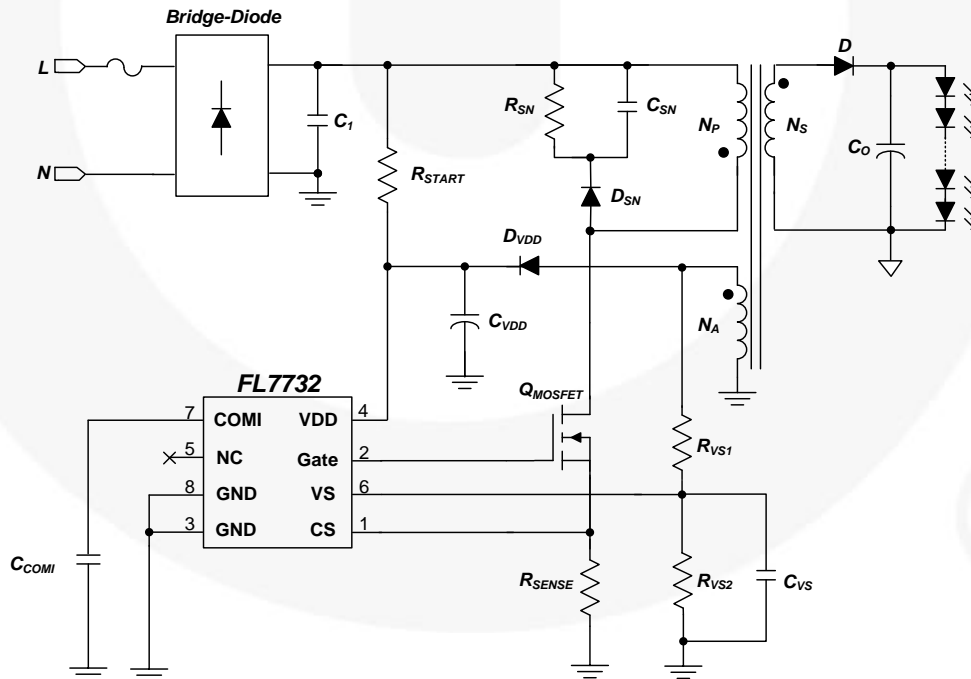 Bridge-Diode
L
N
C1
RSTART
RSN
CSN
DSN
NP
NS
D
CO
DVDD
CVDD
NA
FL7732
QMOSFET
7 COMI VDD 4
5 NC Gate 2
8 GND VS 6
3 GND CS 1
CCOMI
RSENSE
RVS1
RVS2
CVS